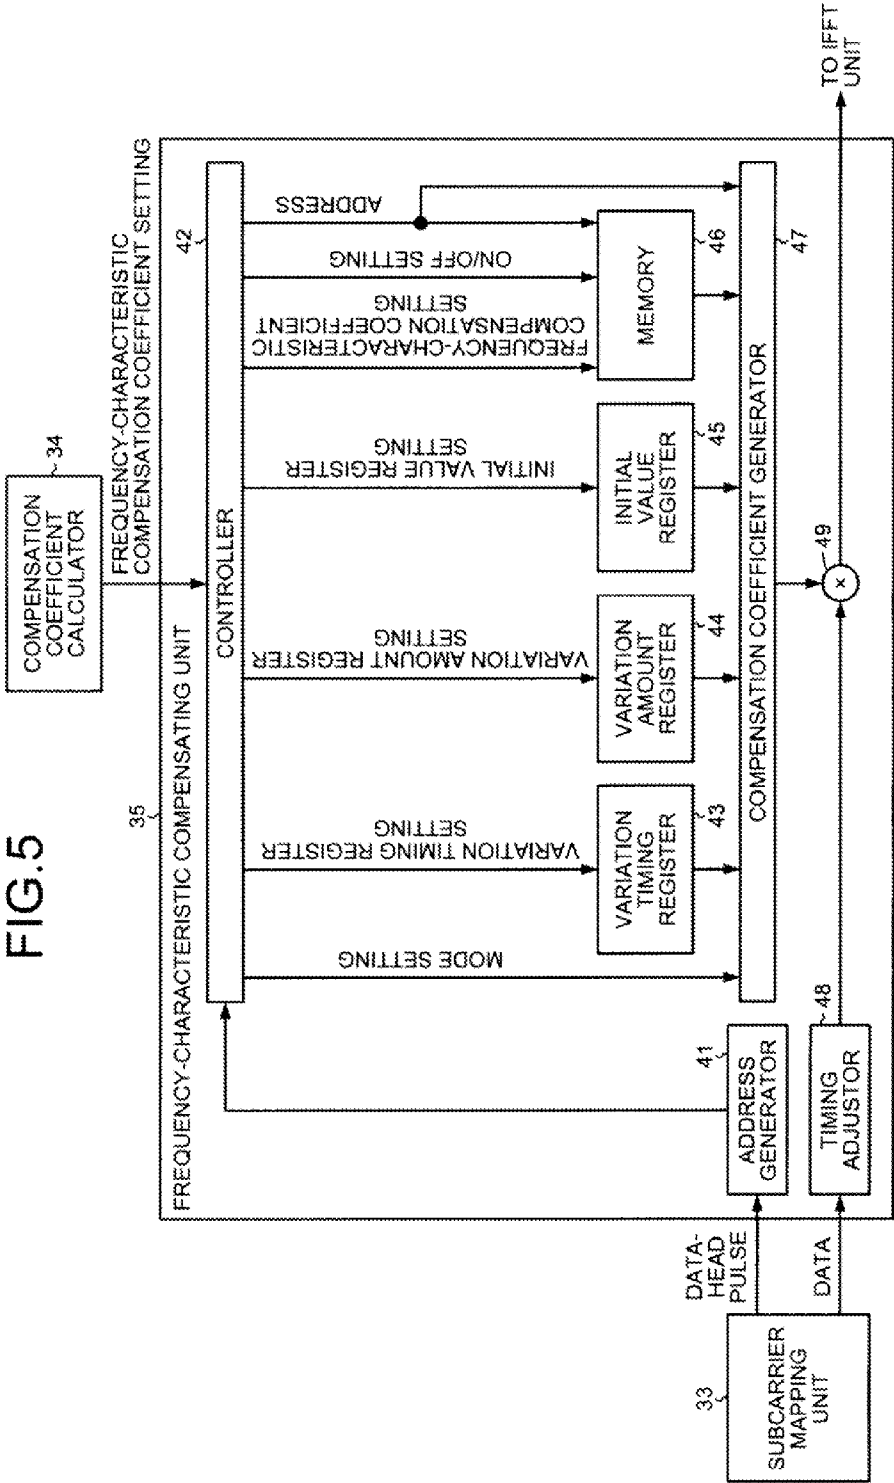 FIG.5
COMPENSATION
COEFFICIENT
CALCULATOR
34
FREQUENCY-CHARACTERISTIC
COMPENSATION COEFFICIENT SETTING
35
FREQUENCY-CHARACTERISTIC COMPENSATING UNIT
CONTROLLER
42
MODE SETTING
VARIATION TIMING REGISTER
SETTING
VARIATION AMOUNT REGISTER
SETTING
INITIAL VALUE REGISTER
SETTING
FREQUENCY-CHARACTERISTIC
COMPENSATION COEFFICIENT
SETTING
ON/OFF SETTING
ADDRESS
VARIATION
TIMING
REGISTER
43
VARIATION
AMOUNT
REGISTER
44
INITIAL
VALUE
REGISTER
45
MEMORY
46
COMPENSATION COEFFICIENT GENERATOR
47
33
SUBCARRIER
MAPPING
UNIT
DATA-
HEAD
PULSE
DATA
ADDRESS
GENERATOR
41
TIMING
ADJUSTOR
48
×
49
TO IFFT
UNIT